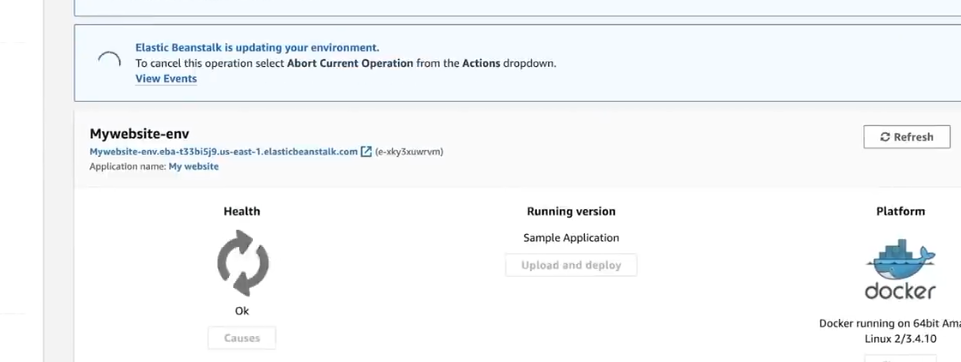 Elastic Beanstalk is updating your environment.
To cancel this operation select Abort Current Operation from the Actions dropdown.
View Events
Mywebsite-env
Refresh
Mywebsite-env.eba-t33bi5j9.us-east-1.elasticbeanstalk.com (e-xky3xuwrvm)
Application name: My website
Health
Running version
Platform
Sample Application
Upload and deploy
docker
Ok
Causes
Docker running on 64bit Ama
Linux 2/3.4.10